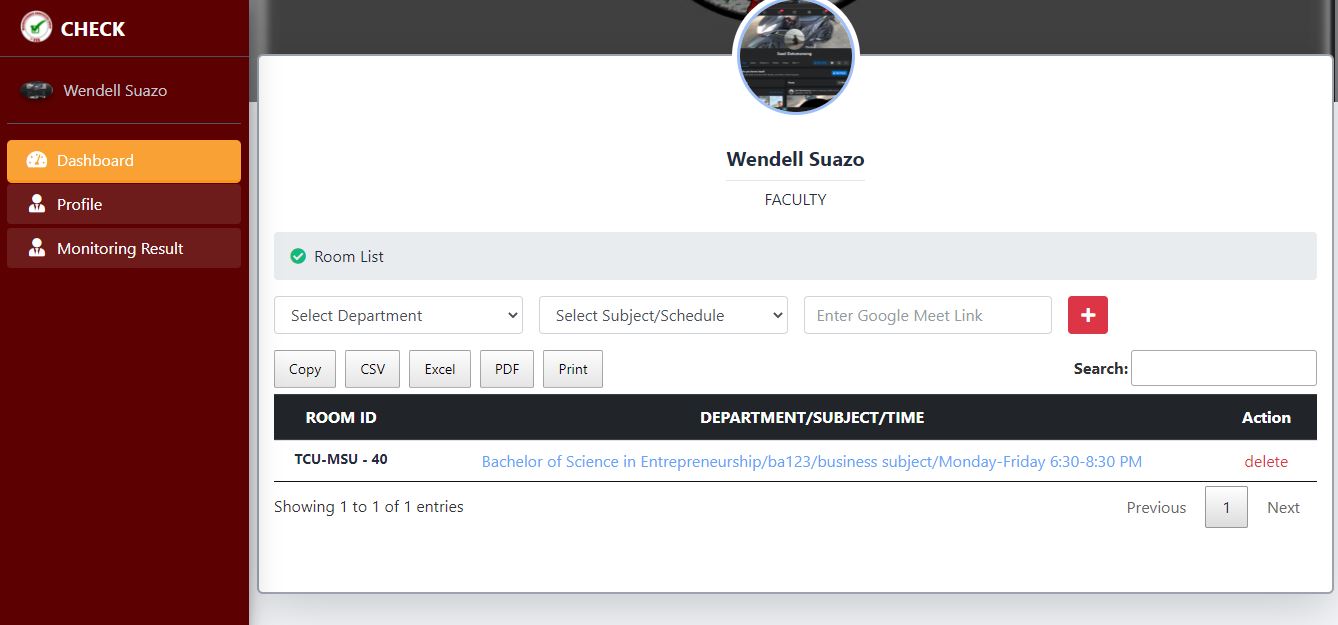 CHECK
Wendell Suazo
Dashboard
Profile
Monitoring Result
Wendell Suazo
FACULTY
Room List
Select Department
Select Subject/Schedule
Enter Google Meet Link
Copy CSV Excel PDF Print
Search:
ROOM ID DEPARTMENT/SUBJECT/TIME Action
TCU-MSU - 40 Bachelor of Science in Entrepreneurship/ba123/business subject/Monday-Friday 6:30-8:30 PM delete
Showing 1 to 1 of 1 entries
Previous 1 Next